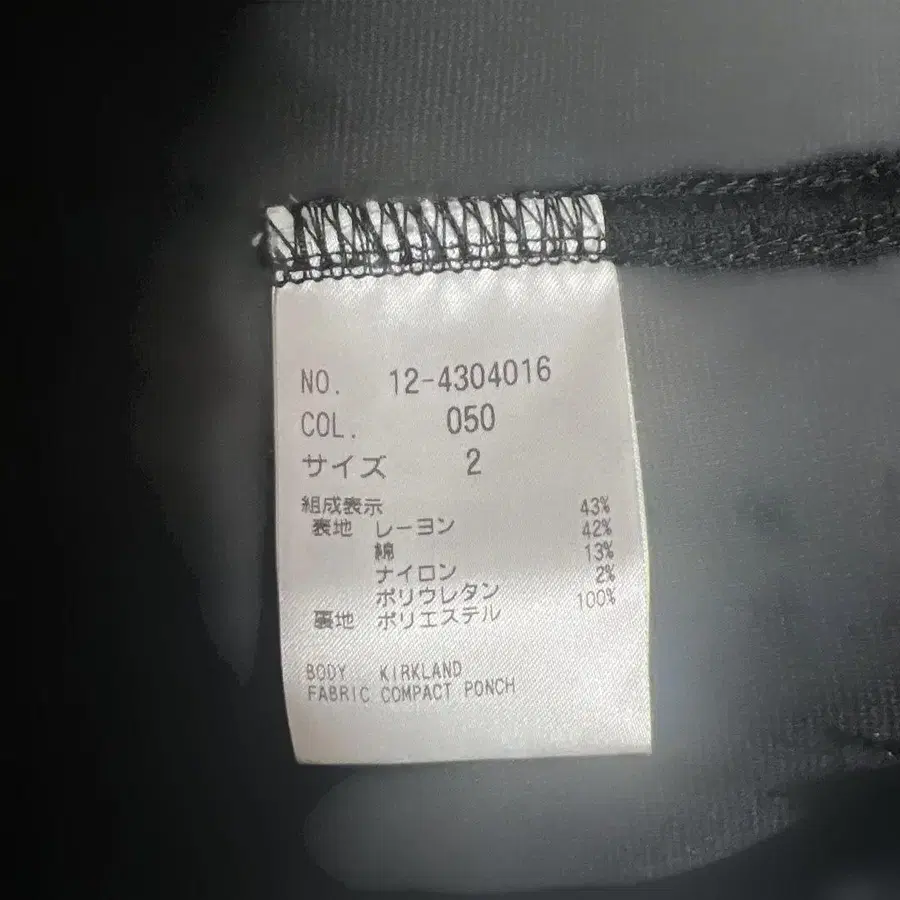 NO. 12-4304016
COL. 050
サイズ 2
組成表示
表地 レーヨン 43%
綿 42%
ナイロン 13%
ポリウレタン 2%
裏地 ポリエステル 100%
BODY KIRKLAND
FABRIC COMPACT PONCH